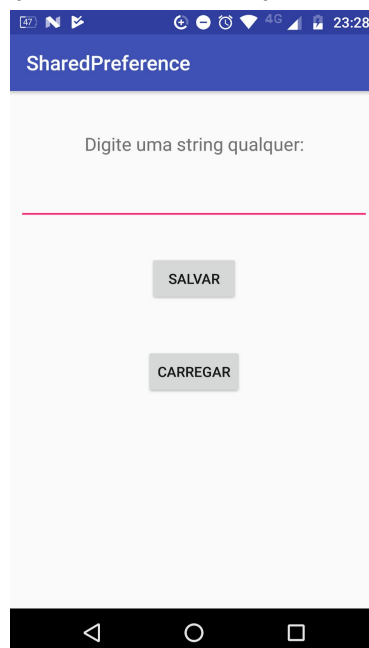 47 4G 23:28
SharedPreference
Digite uma string qualquer:
SALVAR
CARREGAR